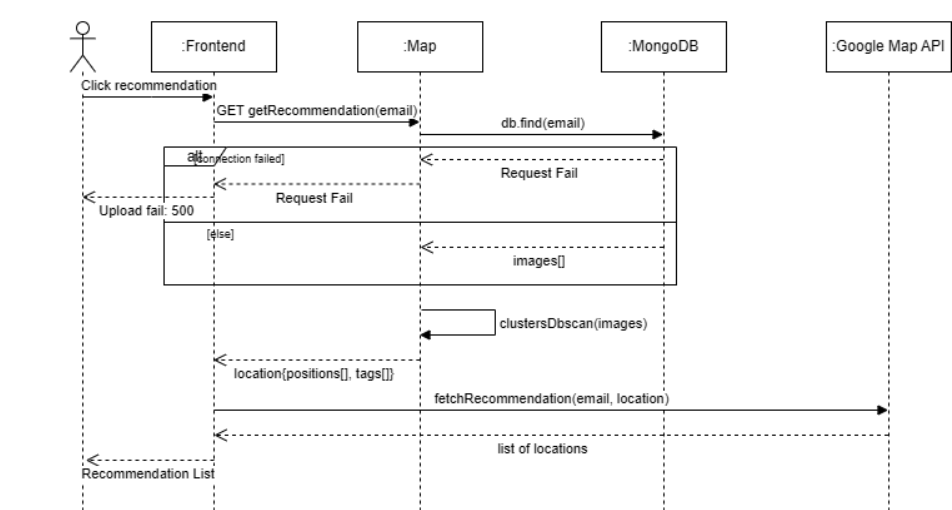 :Frontend
:Map
:MongoDB
:Google Map API
Click recommendation
GET getRecommendation(email)
db.find(email)
alt
[connection failed]
Request Fail
Request Fail
Upload fail: 500
[else]
images[]
clustersDbscan(images)
location{positions[], tags[]}
fetchRecommendation(email, location)
list of locations
Recommendation List